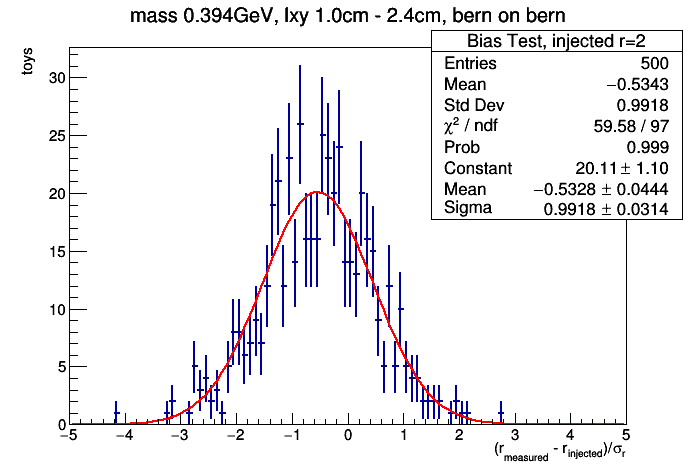 mass 0.394GeV, lxy 1.0cm - 2.4cm, bern on bern
toys
Bias Test, injected r=2
Entries 500
Mean −0.5343
Std Dev 0.9918
χ² / ndf 59.58 / 97
Prob 0.999
Constant 20.11 ± 1.10
Mean −0.5328 ± 0.0444
Sigma 0.9918 ± 0.0314
30
25
20
15
10
5
0
−5 −4 −3 −2 −1 0 1 2 3 4 5
(r_measured - r_injected)/σ_r